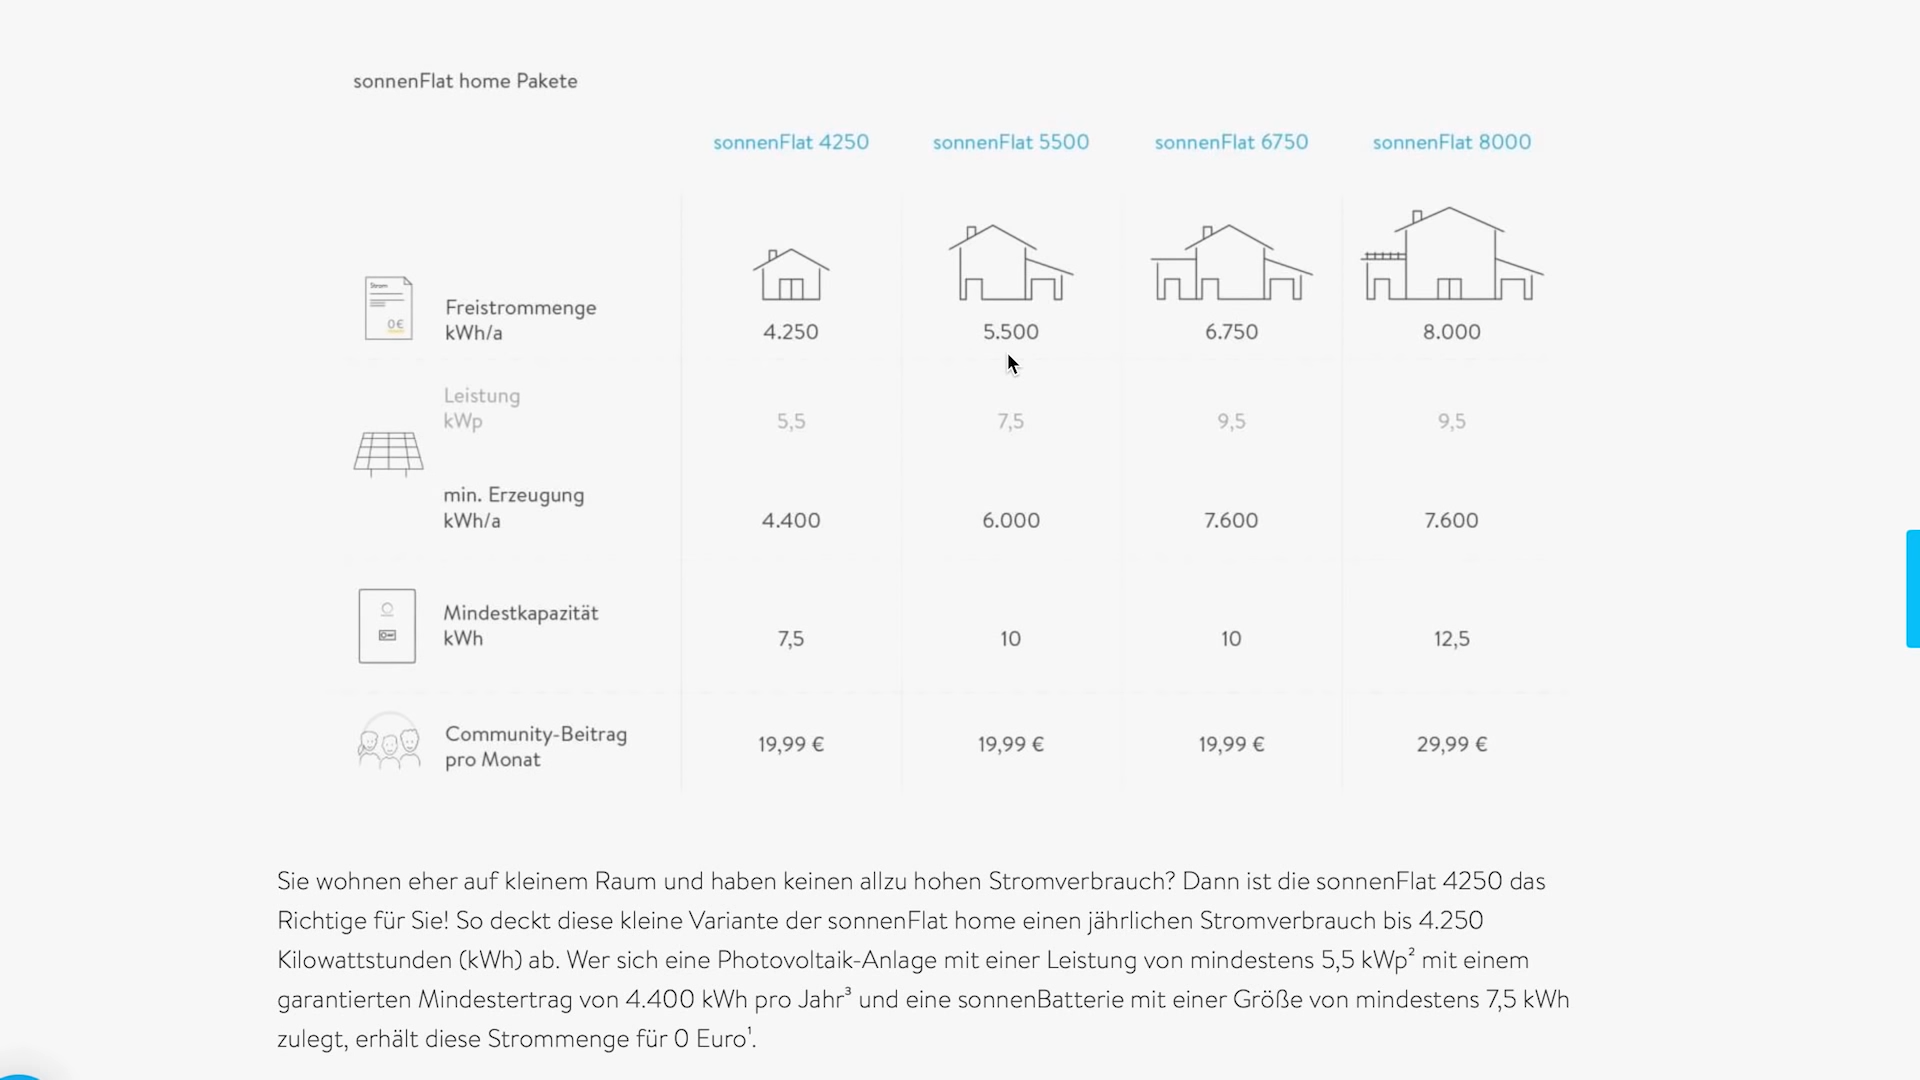 sonnenFlat home Pakete
sonnenFlat 4250 sonnenFlat 5500 sonnenFlat 6750 sonnenFlat 8000
Strom
0€
Freistrommenge
kWh/a
4.250 5.500 6.750 8.000
Leistung
kWp
5,5 7,5 9,5 9,5
min. Erzeugung
kWh/a
4.400 6.000 7.600 7.600
Mindestkapazität
kWh
7,5 10 10 12,5
Community-Beitrag
pro Monat
19,99 € 19,99 € 19,99 € 29,99 €
Sie wohnen eher auf kleinem Raum und haben keinen allzu hohen Stromverbrauch? Dann ist die sonnenFlat 4250 das
Richtige für Sie! So deckt diese kleine Variante der sonnenFlat home einen jährlichen Stromverbrauch bis 4.250
Kilowattstunden (kWh) ab. Wer sich eine Photovoltaik-Anlage mit einer Leistung von mindestens 5,5 kWp² mit einem
garantierten Mindestertrag von 4.400 kWh pro Jahr³ und eine sonnenBatterie mit einer Größe von mindestens 7,5 kWh
zulegt, erhält diese Strommenge für 0 Euro¹.